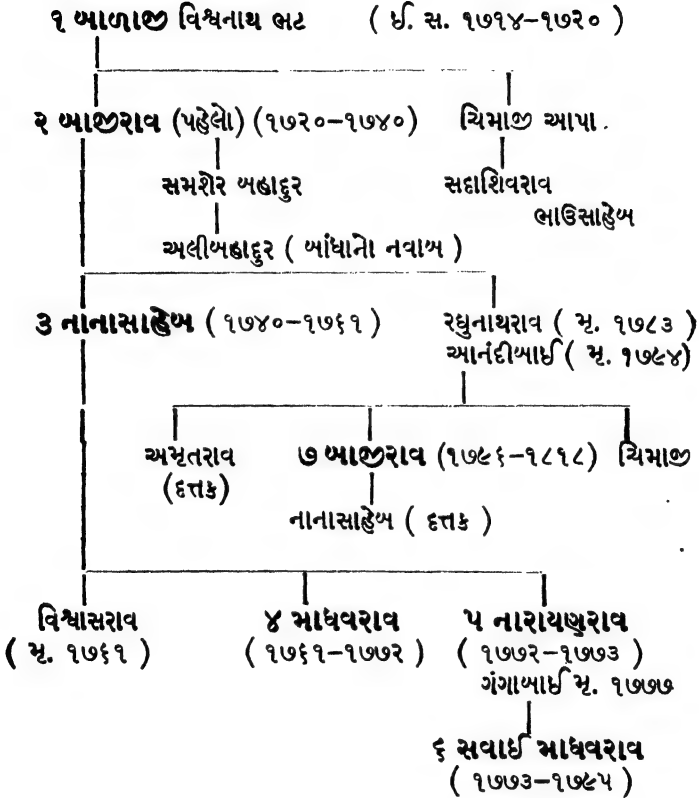 ૧ બાળાજી વિશ્વનાથ ભટ ( ઈ. સ. ૧૭૧૪–૧૭૨૦ )
૨ બાજીરાવ (પહેલો) (૧૭૨૦–૧૭૪૦) ચિમાજી આપા.
સમશેર બહાદુર સદાશિવરાવ
ભાઉસાહેબ
અલીબહાદુર ( બાંધાનો નવાબ )
૩ નાનાસાહેબ ( ૧૭૪૦–૧૭૬૧ ) રઘુનાથરાવ ( મૃ. ૧૭૮૩ )
આનંદીબાઈ ( મૃ. ૧૭૯૪)
અમૃતરાવ ૭ બાજીરાવ (૧૭૯૬–૧૮૧૮) ચિમાજી
(દત્તક)
નાનાસાહેબ ( દત્તક )
વિશ્વાસરાવ ૪ માધવરાવ ૫ નારાયણરાવ
( મૃ. ૧૭૬૧ ) ( ૧૭૬૧–૧૭૭૨ ) ( ૧૭૭૨–૧૭૭૩ )
ગંગાબાઈ મૃ. ૧૭૭૭
૬ સવાઈ માધવરાવ
( ૧૭૭૩–૧૭૯૫ )